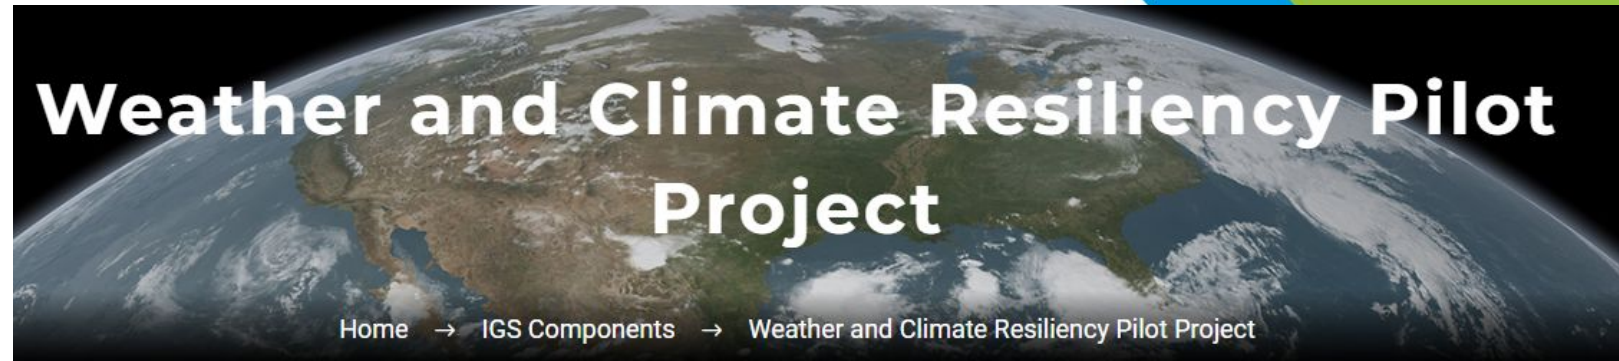 Weather and Climate Resiliency Pilot
Project
Home → IGS Components → Weather and Climate Resiliency Pilot Project